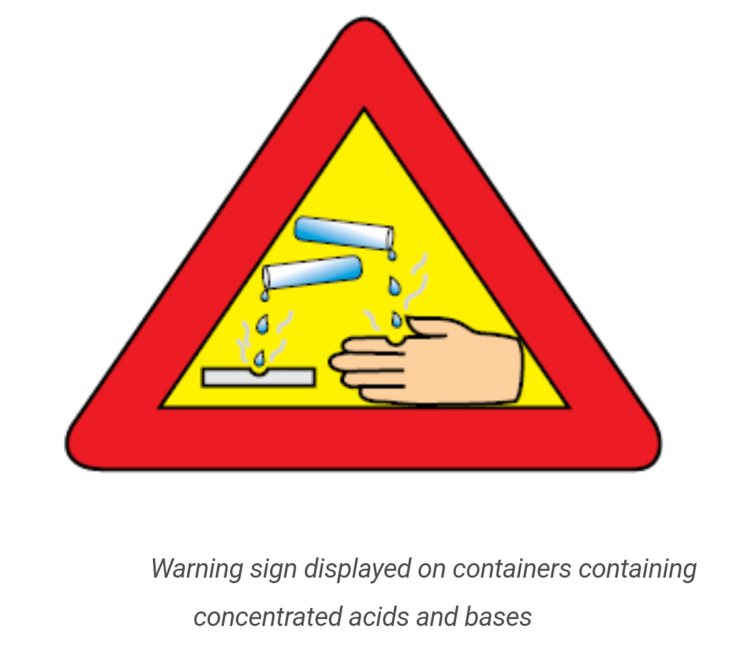 Warning sign displayed on containers containing
concentrated acids and bases